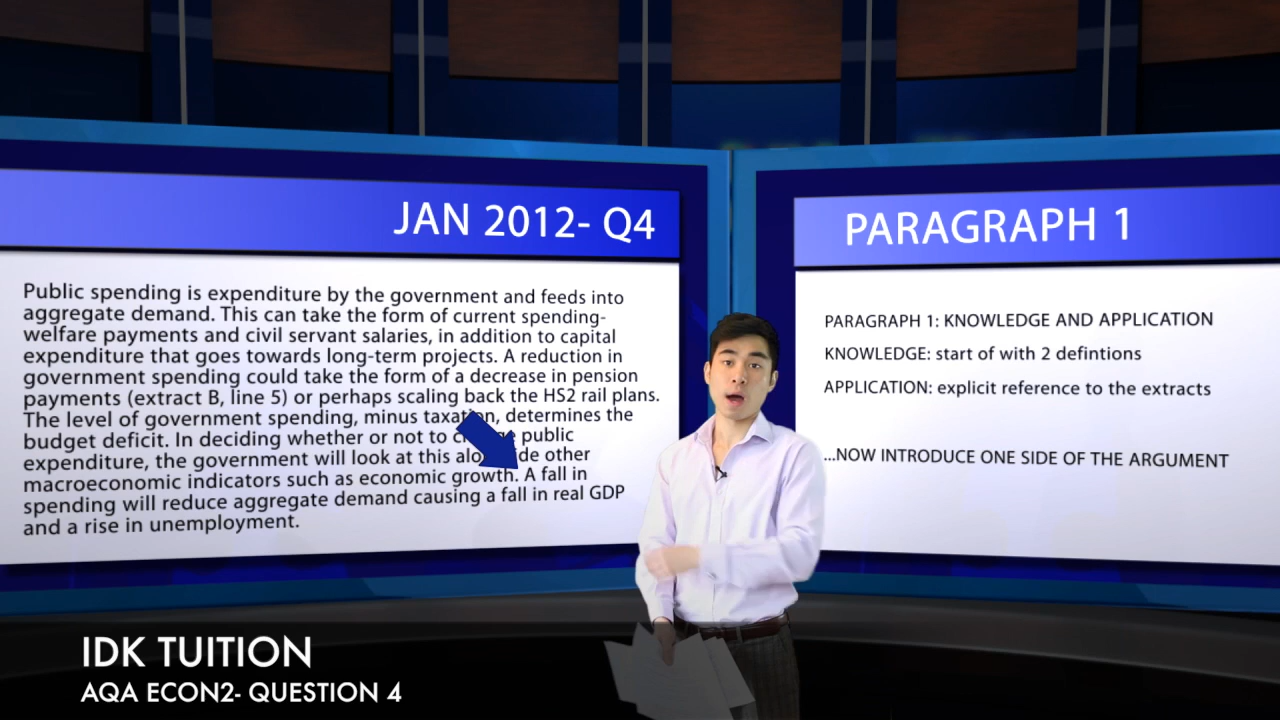 JAN 2012- Q4
Public spending is expenditure by the government and feeds into
aggregate demand. This can take the form of current spending-
welfare payments and civil servant salaries, in addition to capital
expenditure that goes towards long-term projects. A reduction in
government spending could take the form of a decrease in pension
payments (extract B, line 5) or perhaps scaling back the HS2 rail plans.
The level of government spending, minus taxation, determines the
budget deficit. In deciding whether or not to public
expenditure, the government will look at this other
macroeconomic indicators such as economic growth. A fall in
spending will reduce aggregate demand causing a fall in real GDP
and a rise in unemployment.
PARAGRAPH 1
PARAGRAPH 1: KNOWLEDGE AND APPLICATION
KNOWLEDGE: start of with 2 defintions
APPLICATION: explicit reference to the extracts
...NOW INTRODUCE ONE SIDE OF THE ARGUMENT
IDK TUITION
AQA ECON2- QUESTION 4